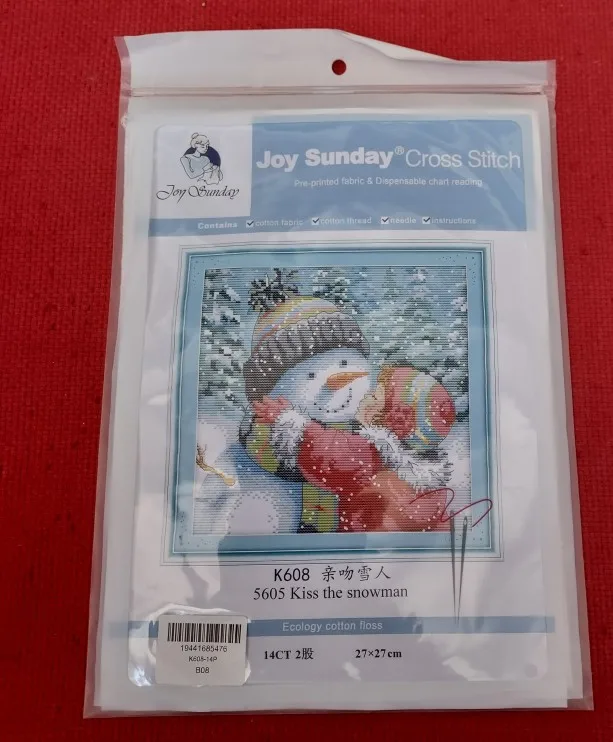 Joy Sunday® Cross Stitch
Pre-printed fabric & Dispensable chart reading
Joy Sunday
Contains cotton fabric cotton thread needle instructions
K608 亲吻雪人
5605 Kiss the snowman
Ecology cotton floss
19441685476
K608-14P
B08
14CT 2股 27×27cm